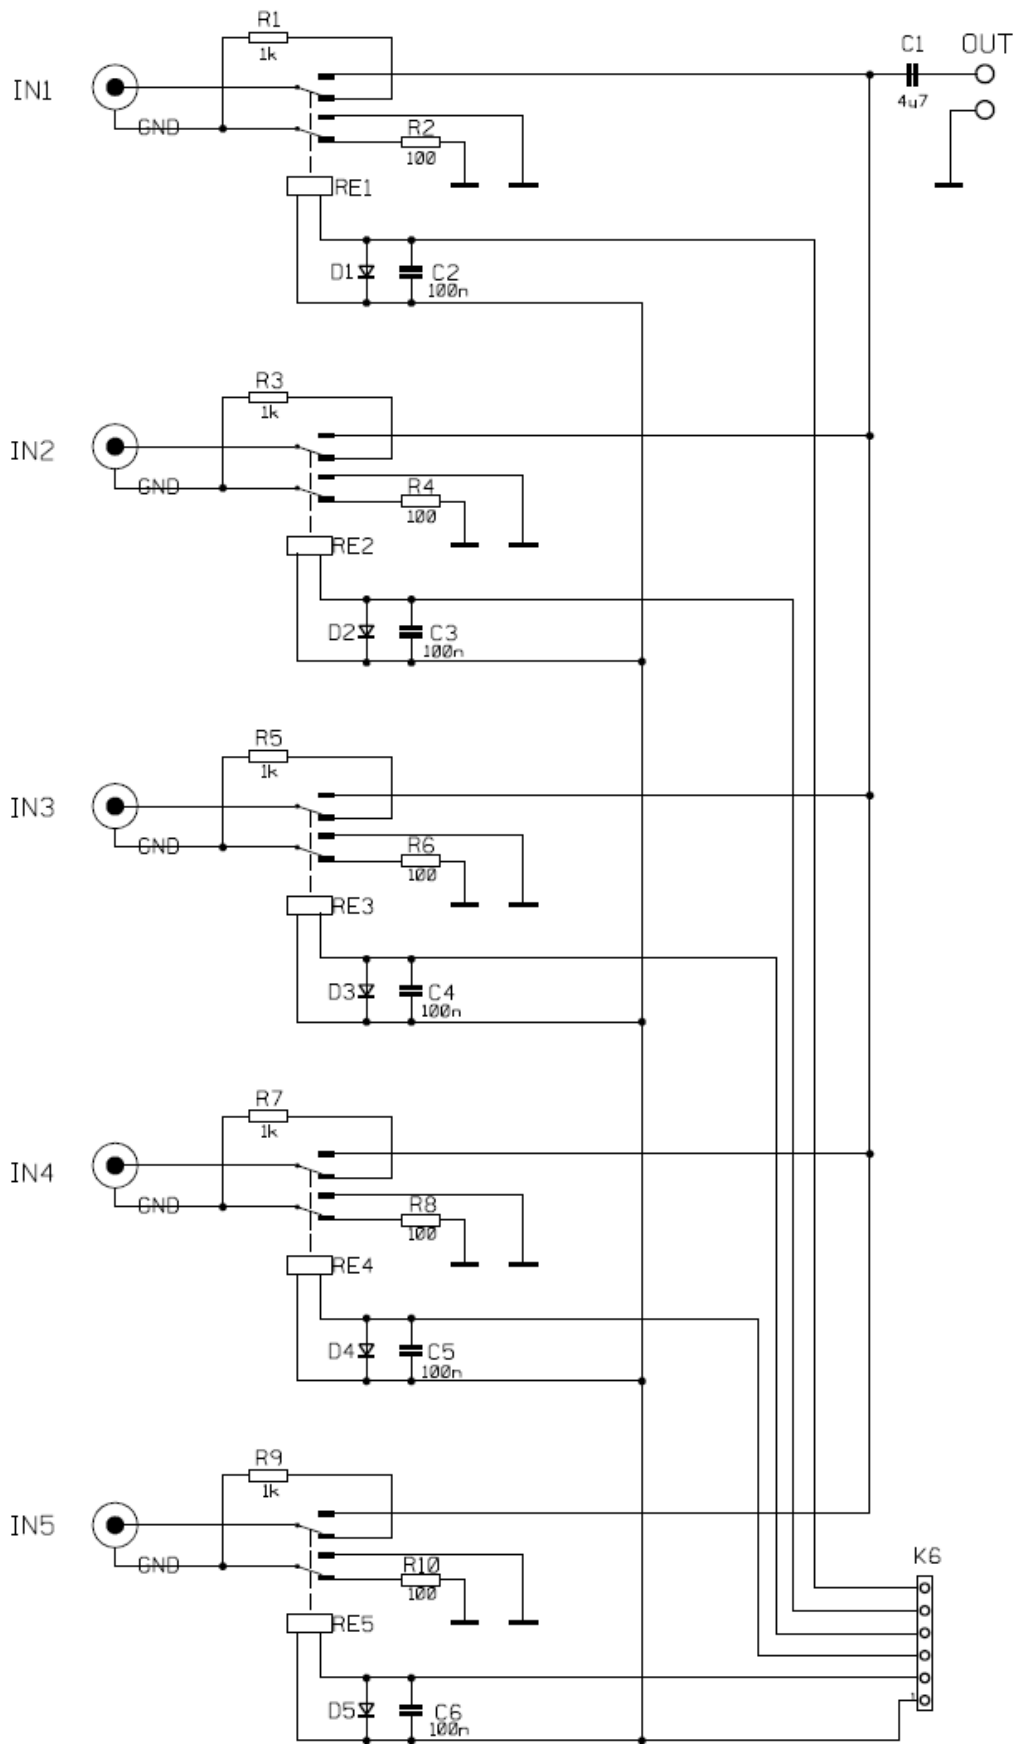 R1
1k
C1
OUT
4u7
IN1
GND
R2
100
RE1
D1
C2
100n
R3
1k
IN2
GND
R4
100
RE2
D2
C3
100n
R5
1k
IN3
GND
R6
100
RE3
D3
C4
100n
R7
1k
IN4
GND
R8
100
RE4
D4
C5
100n
R9
1k
IN5
GND
R10
100
K6
RE5
D5
C6
100n
1